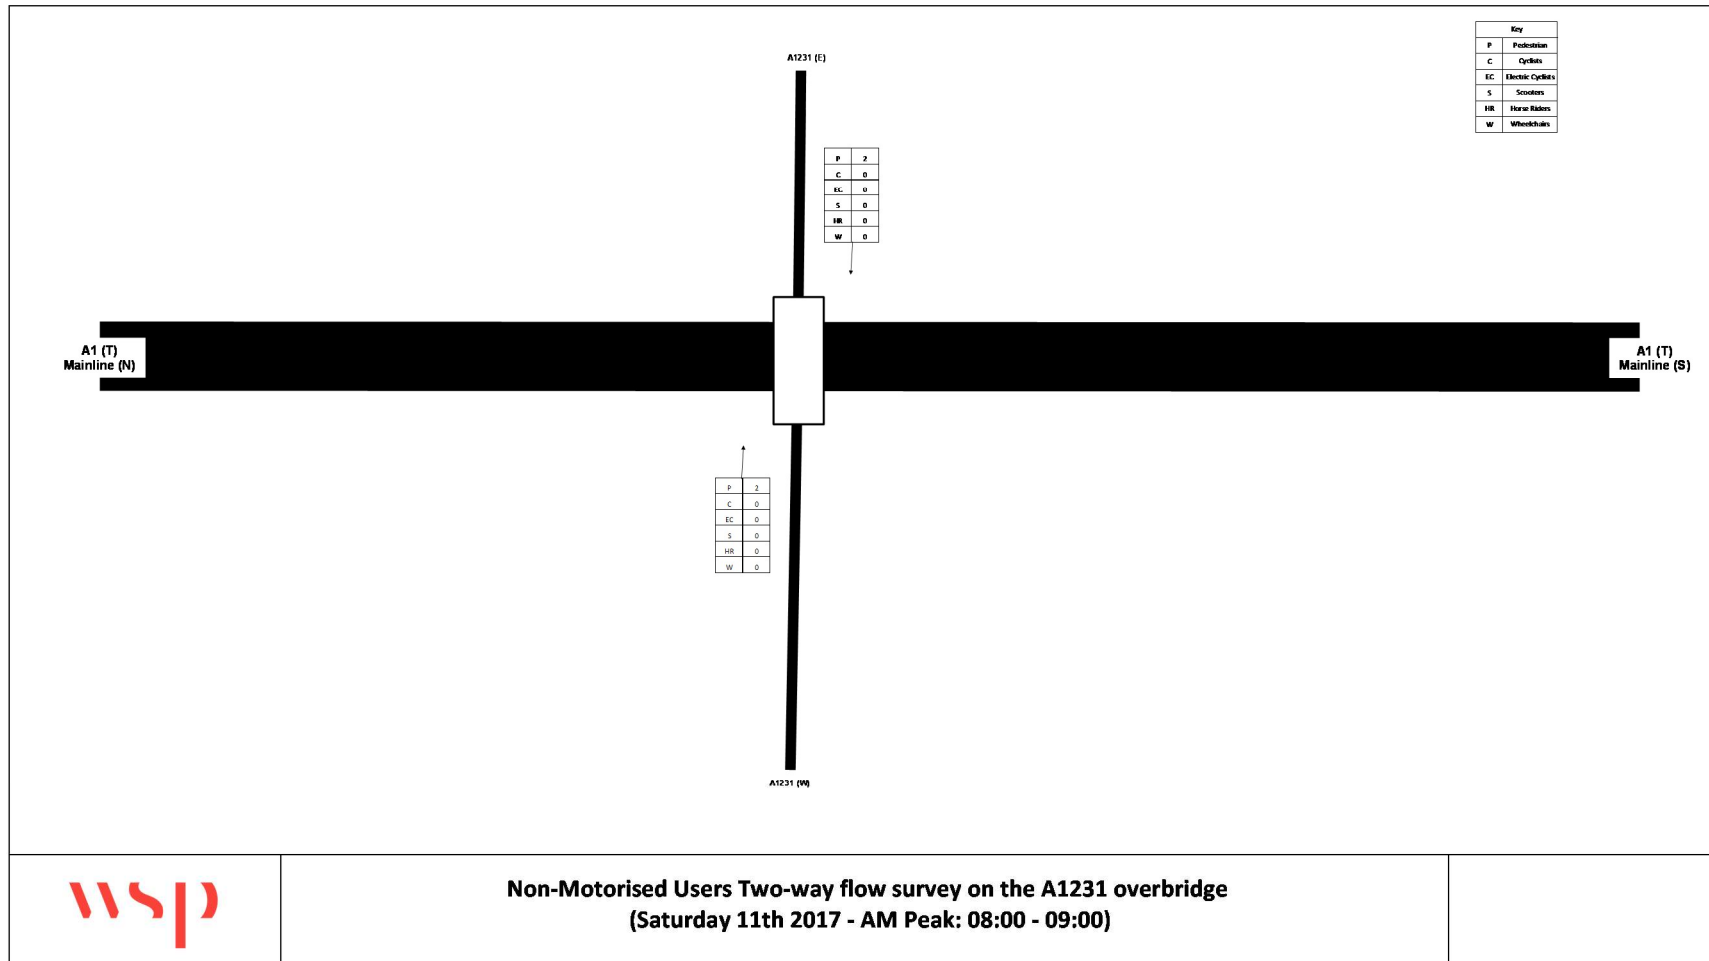 A1231 (E)
Key
P Pedestrian
C Cyclists
EC Electric Cyclists
S Scooters
HR Horse Riders
W Wheelchairs
P 2
C 0
EC 0
S 0
HR 0
W 0
A1 (T)
Mainline (N)
A1 (T)
Mainline (S)
P 2
C 0
EC 0
S 0
HR 0
W 0
A1231 (W)
wsp
Non-Motorised Users Two-way flow survey on the A1231 overbridge
(Saturday 11th 2017 - AM Peak: 08:00 - 09:00)